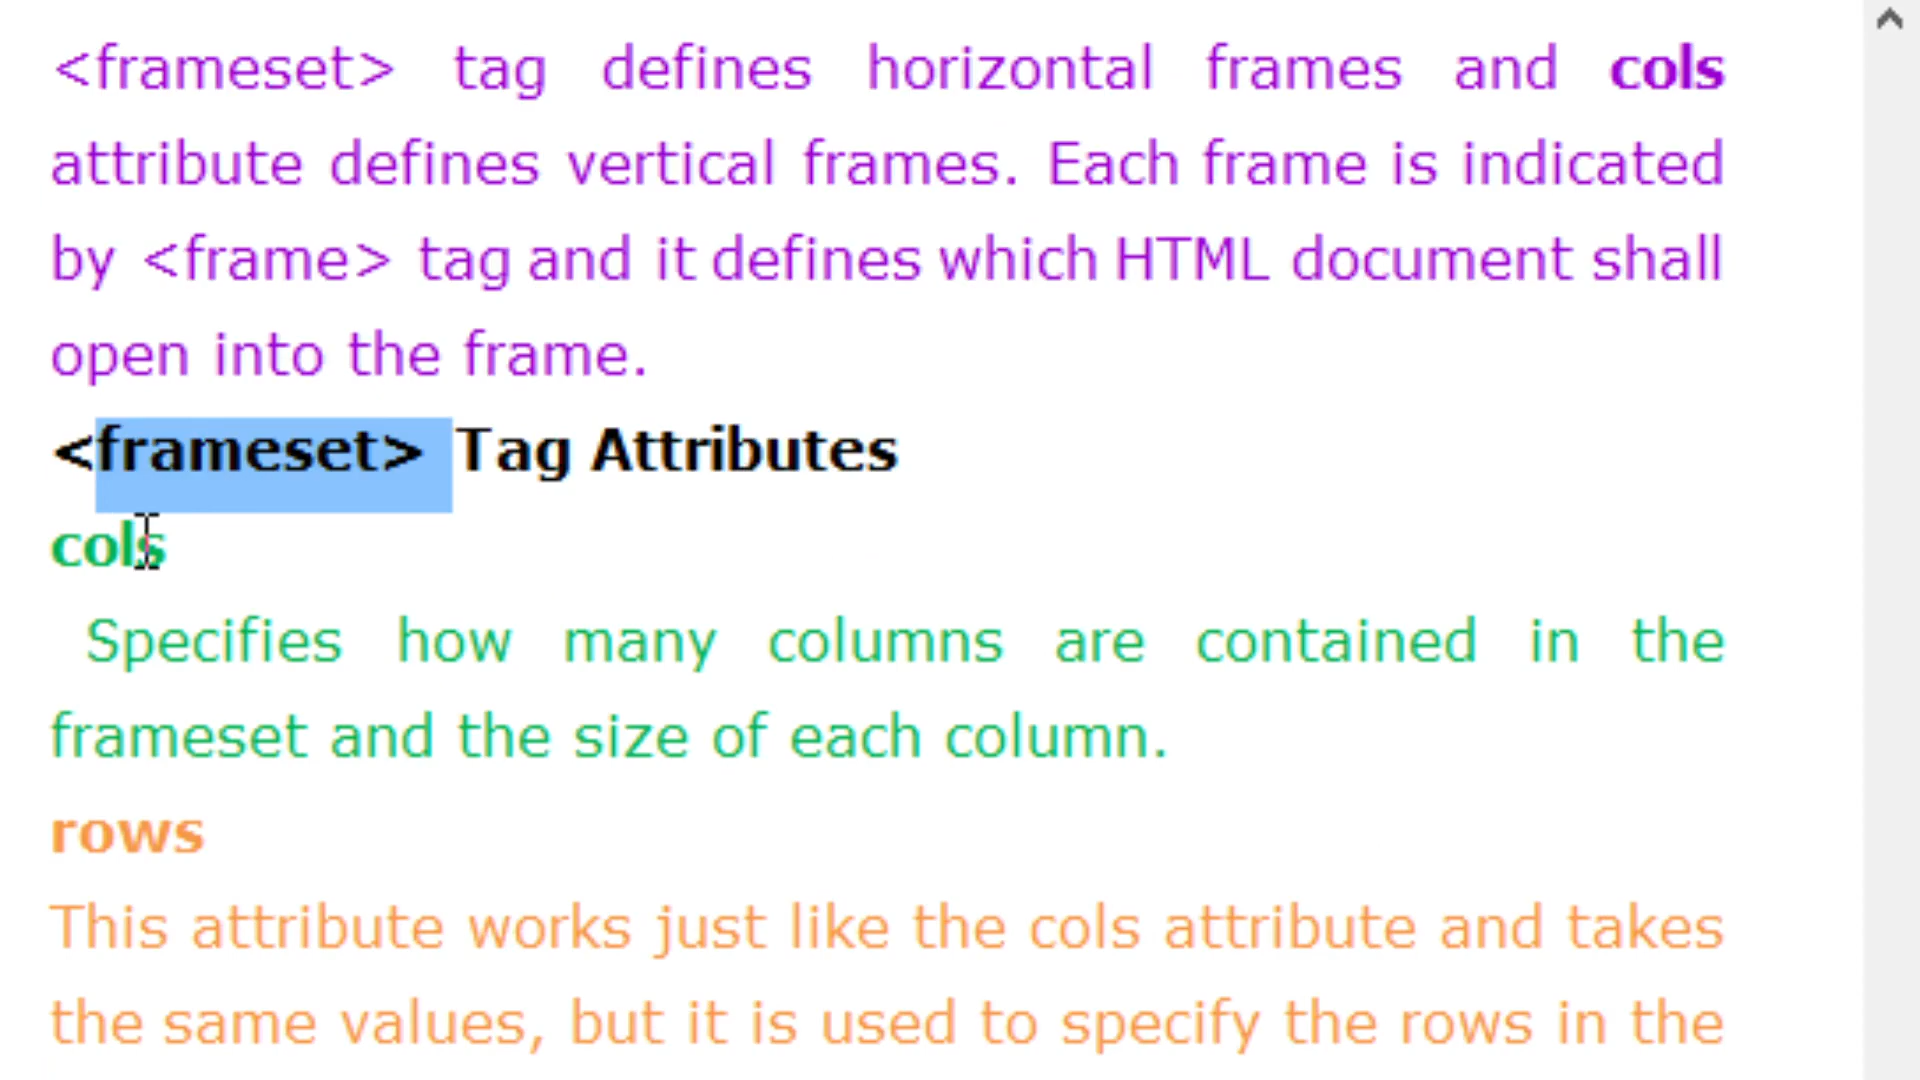 <frameset> tag defines horizontal frames and cols
attribute defines vertical frames. Each frame is indicated
by <frame> tag and it defines which HTML document shall
open into the frame.
<frameset> Tag Attributes
cols
Specifies how many columns are contained in the
frameset and the size of each column.
rows
This attribute works just like the cols attribute and takes
the same values, but it is used to specify the rows in the